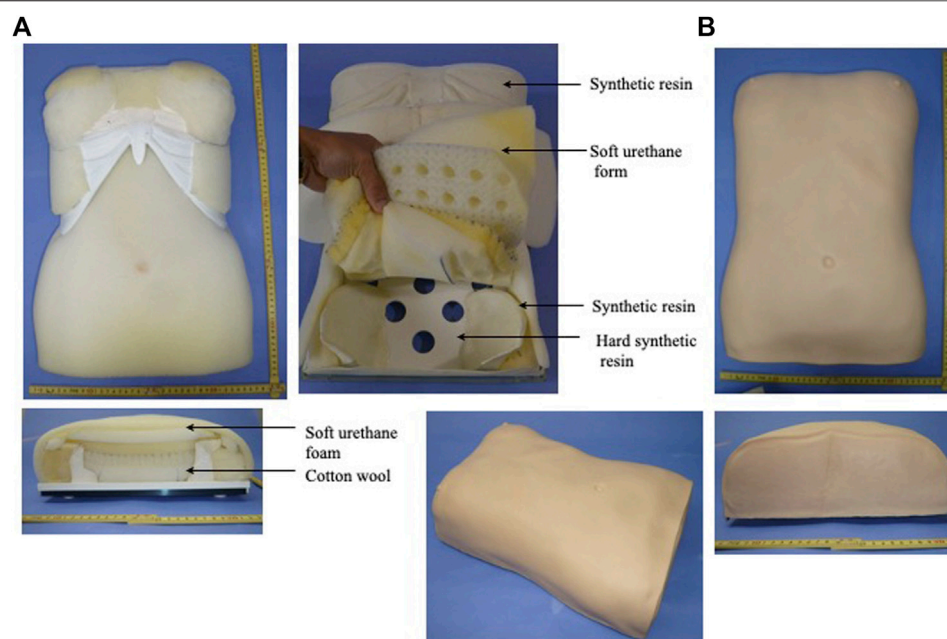 A
B
Synthetic resin
Soft urethane
form
Synthetic resin
Hard synthetic
resin
Soft urethane
foam
Cotton wool